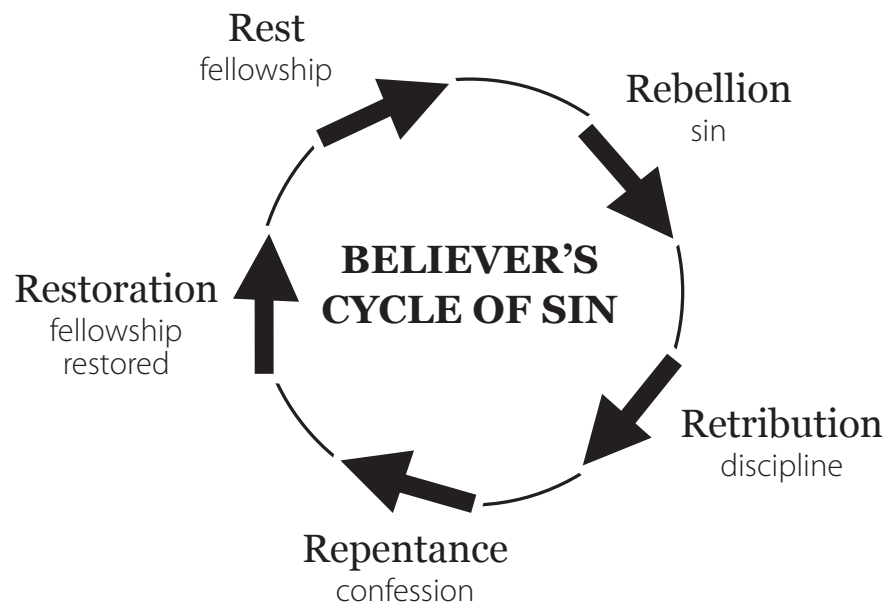 Rest
fellowship
Rebellion
sin
BELIEVER’S
CYCLE OF SIN
Restoration
fellowship
restored
Retribution
discipline
Repentance
confession